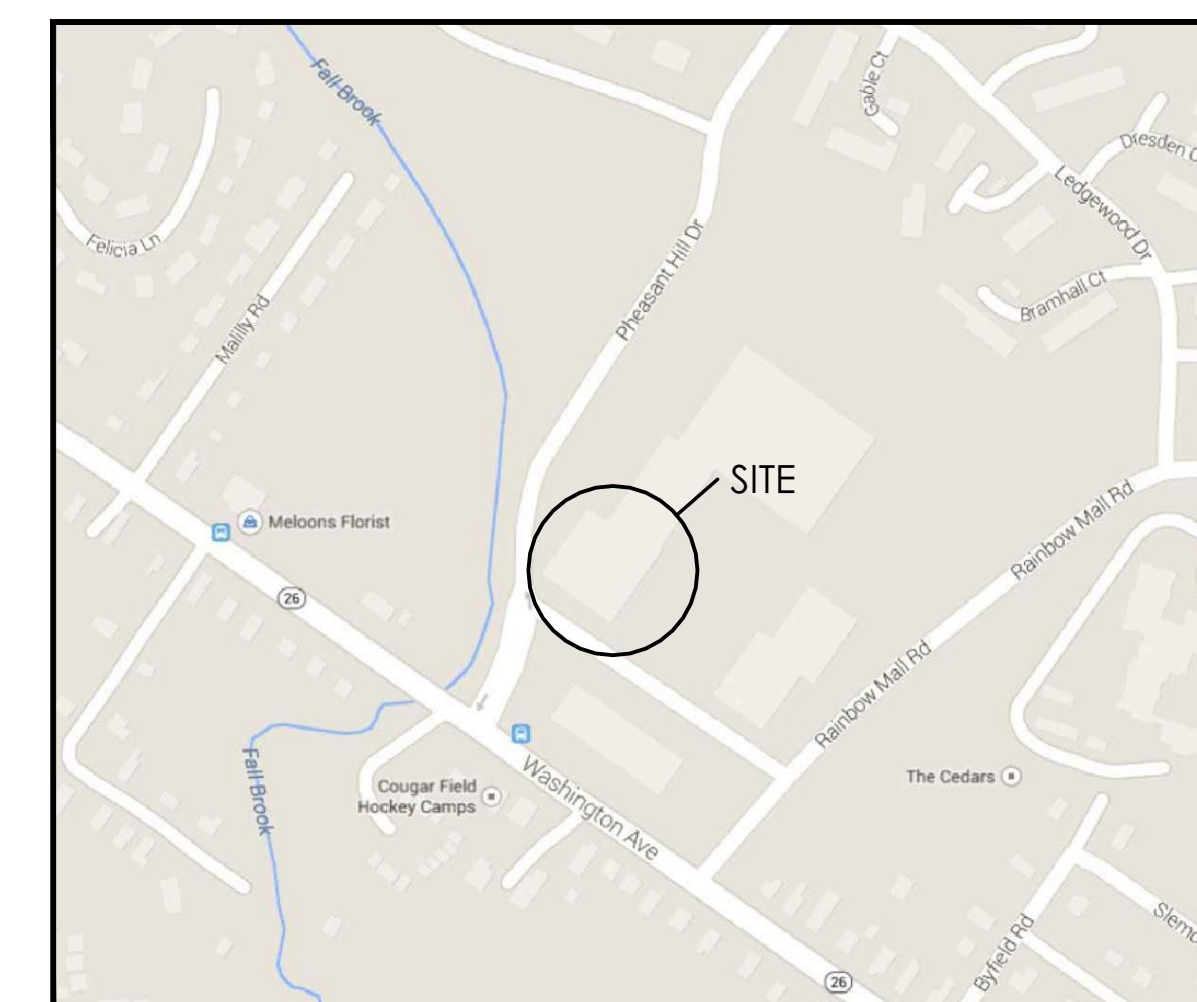 Fall Brook
Gable Ct
Dresden C
Ledgewood Dr
Felicia Ln
Pheasant Hill Dr
Bramhall Ct
Malilly Rd
SITE
Rainbow Mall Rd
Meloons Florist
26
Rainbow Mall Rd
Fall Brook
The Cedars
Cougar Field
Hockey Camps
Washington Ave
Byfield Rd
Slemo
26